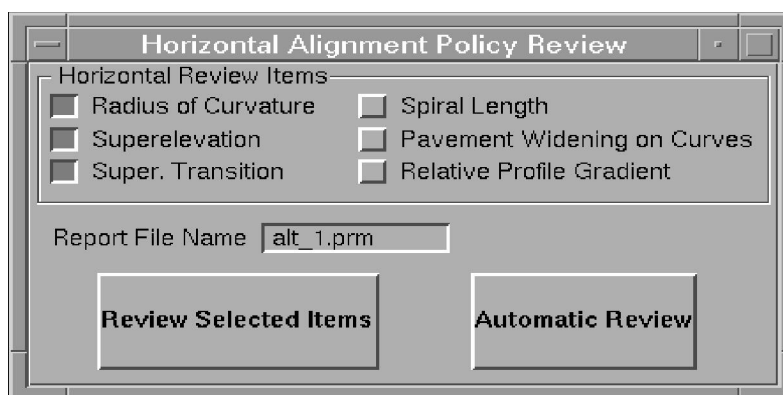 Horizontal Alignment Policy Review
Horizontal Review Items
Radius of Curvature
Spiral Length
Superelevation
Pavement Widening on Curves
Super. Transition
Relative Profile Gradient
Report File Name alt_1.prm
Review Selected Items
Automatic Review